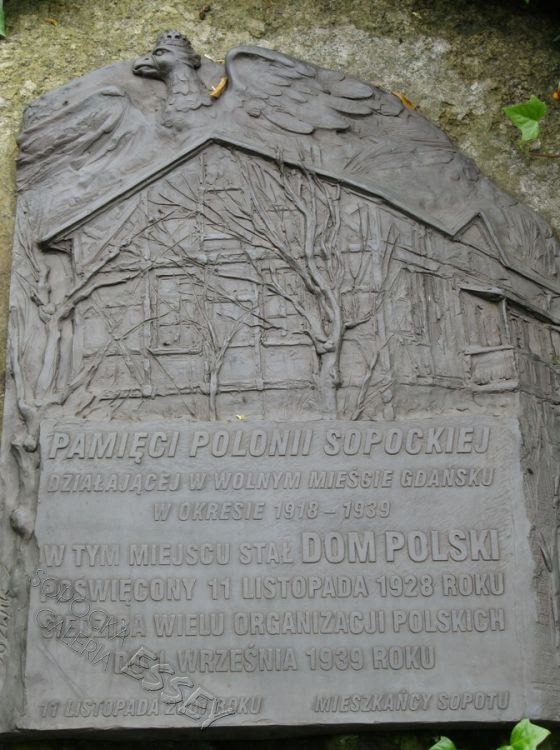 PAMIĘCI POLONII SOPOCKIEJ
DZIAŁAJĄCEJ W WOLNYM MIEŚCIE GDAŃSKU
W OKRESIE 1918 – 1939
W TYM MIEJSCU STAŁ DOM POLSKI
POŚWIĘCONY 11 LISTOPADA 1928 ROKU
SIEDZIBA WIELU ORGANIZACJI POLSKICH
DO 1 WRZEŚNIA 1939 ROKU
11 LISTOPADA ROKU MIESZKAŃCY SOPOTU